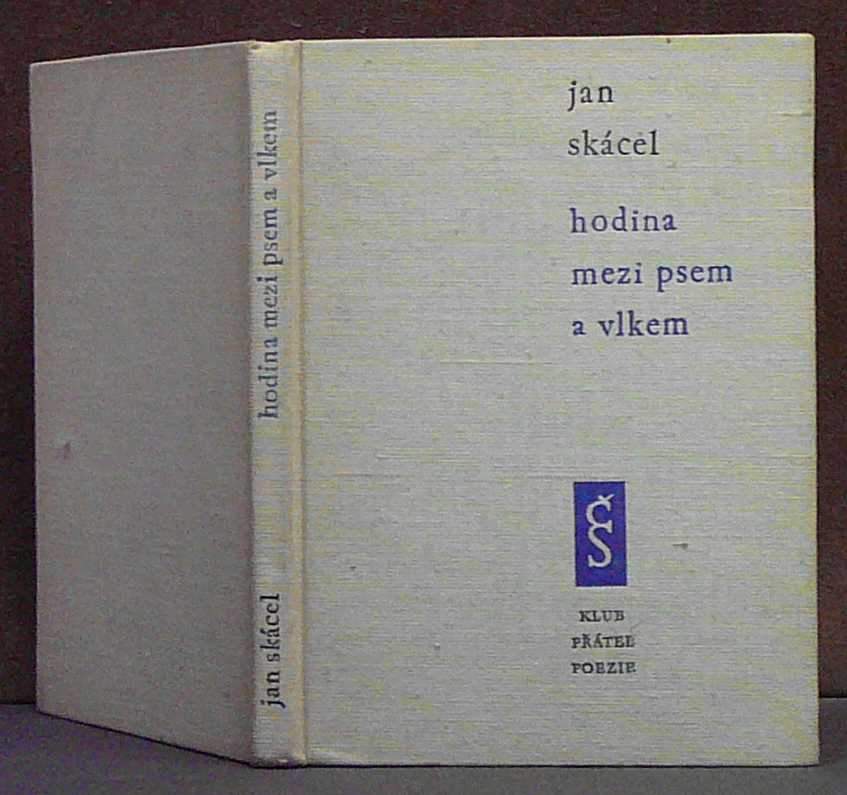 jan
skácel
hodina
mezi psem
a vlkem
ČS
KLUB
PŘÁTEL
POEZIE
hodina mezi psem a vlkem
jan skácel